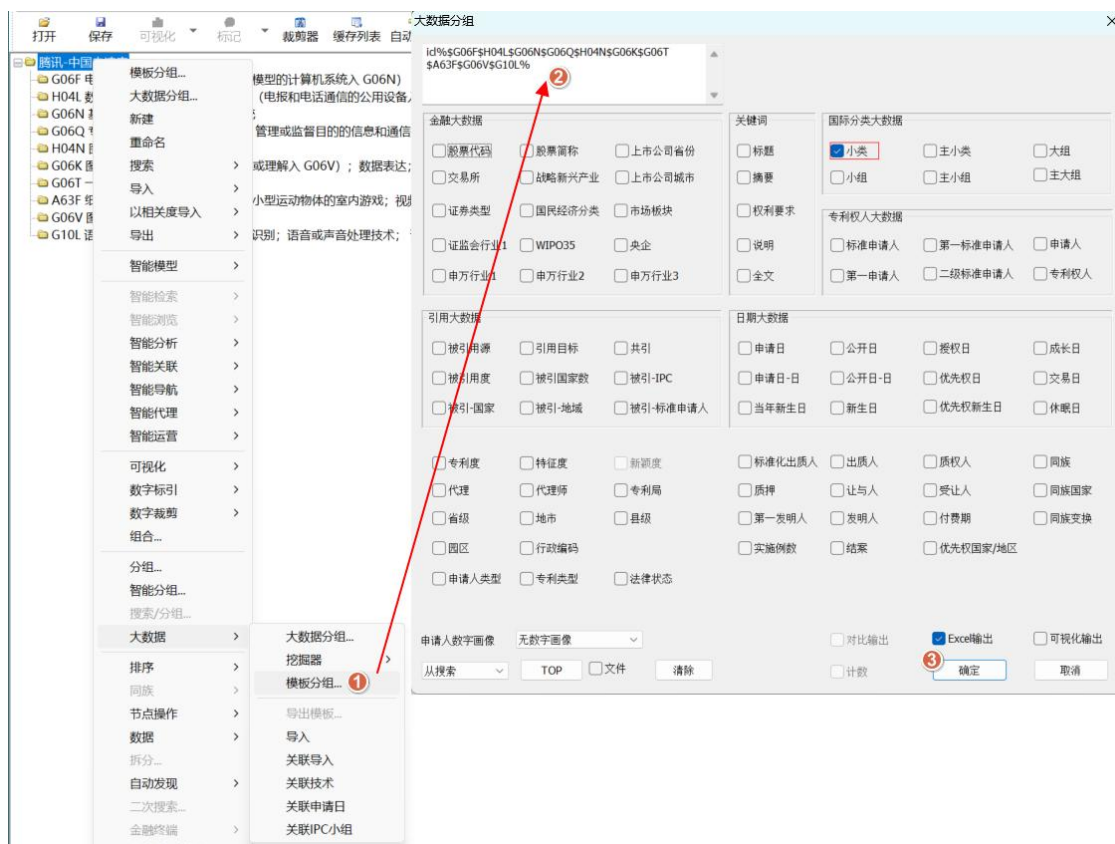 打开 保存 可视化 标记 裁剪器 缓存列表
腾讯-中国
G06F 电
H04L 数
G06N 基
G06Q 专
H04N 图
G06K 图
G06T 一
A63F 纸
G06V 图
G10L 语
模型的计算机系统入 G06N)
(电报和电话通信的公用设备
管理或监督目的的信息和通信
或理解入 G06V);数据表达;
小型运动物体的室内游戏;视
识别;语音或声音处理技术;
模板分组...
大数据分组...
新建
重命名
搜索
导入
以相关度导入
导出
智能模型
智能检索
智能浏览
智能分析
智能关联
智能导航
智能代理
智能运营
可视化
数字标引
数字裁剪
组合...
分组...
智能分组...
搜索/分组...
大数据
排序
同族
节点操作
数据
拆分...
自动发现
二次搜索...
金融终端
大数据分组...
挖掘器
模板分组... 1
导出模板...
导入
关联导入
关联技术
关联申请日
关联IPC小组
大数据分组
id%$G06F$H04L$G06N$G06Q$H04N$G06K$G06T
$A63F$G06V$G10L%
2
金融大数据
股票代码 股票简称 上市公司省份
交易所 战略新兴产业 上市公司城市
证券类型 国民经济分类 市场板块
证监会行业1 WIPO35 央企
申万行业1 申万行业2 申万行业3
关键词
标题
摘要
权利要求
说明
全文
国际分类大数据
小类 主小类 大组
小组 主小组 主大组
专利权人大数据
标准申请人 第一标准申请人 申请人
第一申请人 二级标准申请人 专利权人
引用大数据
被引用源 引用目标 共引
被引用度 被引国家数 被引-IPC
被引-国家 被引-地域 被引-标准申请人
日期大数据
申请日 公开日 授权日 成长日
申请日-日 公开日-日 优先权日 交易日
当年新生日 新生日 优先权新生日 休眠日
专利度 特征度 新颖度
代理 代理师 专利局
省级 地市 县级
园区 行政编码
申请人类型 专利类型 法律状态
标准化出质人 出质人 质权人 同族
质押 让与人 受让人 同族国家
第一发明人 发明人 付费期 同族变换
实施例数 结案 优先权国家/地区
申请人数字画像 无数字画像
对比输出 Excel输出 可视化输出
从搜索 TOP 文件 清除
计数 3 确定 取消